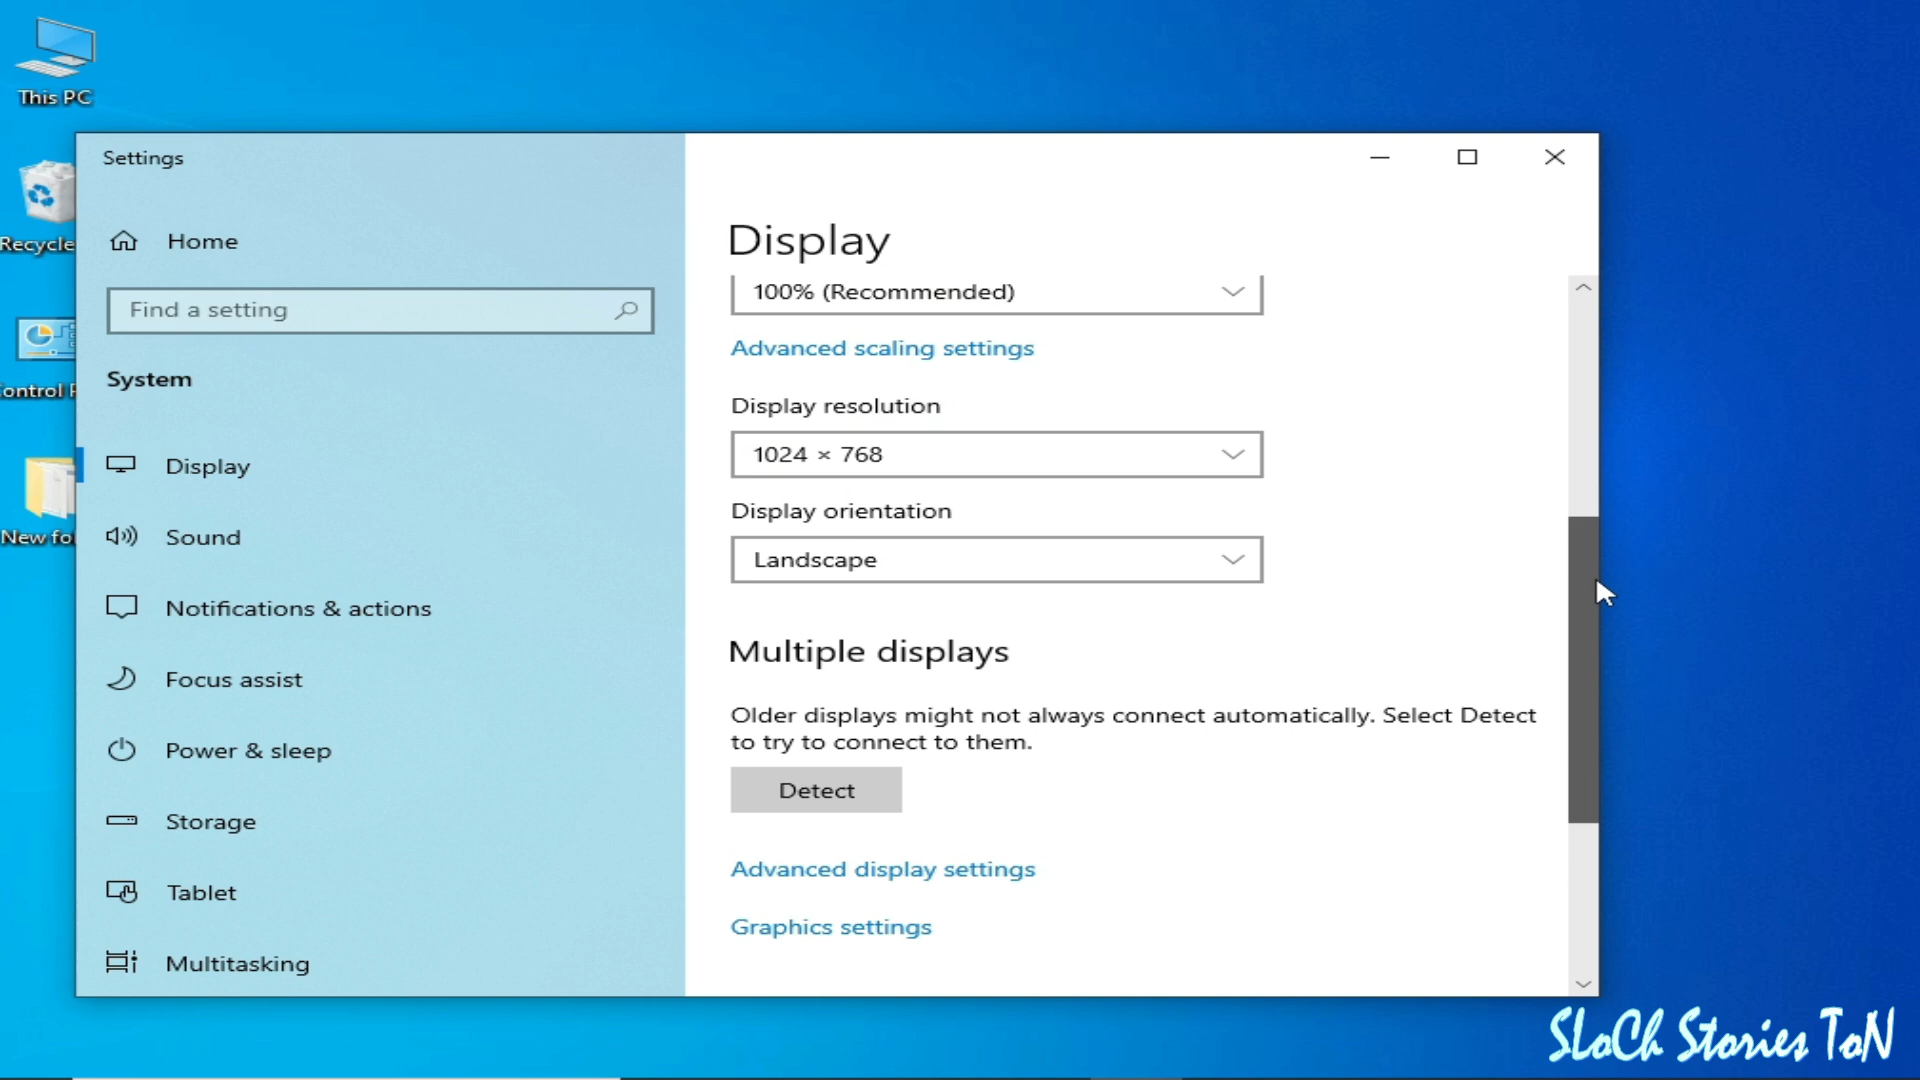 This PC
Settings
Recycle
Home
Display
Find a setting
100% (Recommended)
Advanced scaling settings
System
ontrol P
Display resolution
1024 × 768
Display
Display orientation
New fo
Sound
Landscape
Notifications & actions
Multiple displays
Focus assist
Older displays might not always connect automatically. Select Detect
to try to connect to them.
Power & sleep
Detect
Storage
Advanced display settings
Tablet
Graphics settings
Multitasking
SLoCh Stories ToN